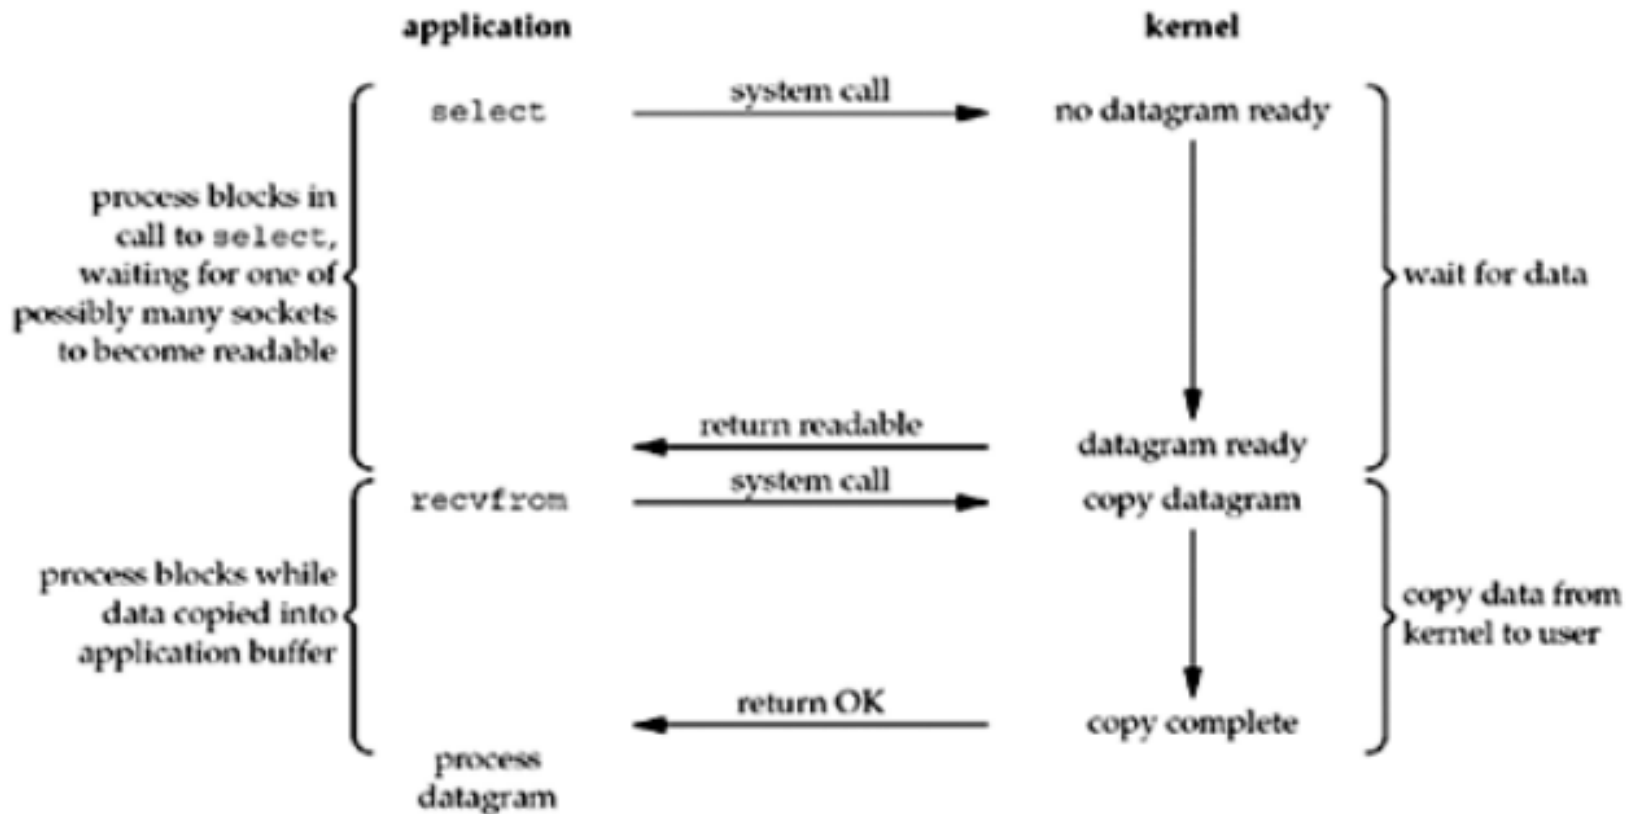 application
kernel
select
system call
no datagram ready
process blocks in
call to select,
waiting for one of
possibly many sockets
to become readable
wait for data
return readable
datagram ready
recvfrom
system call
copy datagram
process blocks while
data copied into
application buffer
copy data from
kernel to user
return OK
copy complete
process
datagram